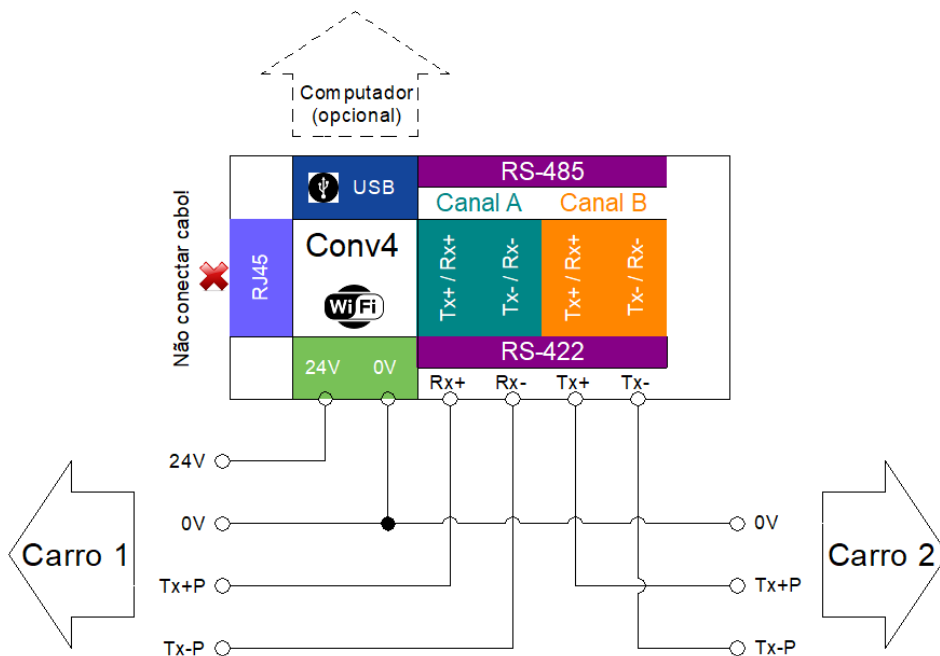 Computador
(opcional)
Não conectar cabo!
RJ45
USB
Conv4
WiFi
24V
0V
RS-485
Canal A
Canal B
Tx+ / Rx+
Tx- / Rx-
Tx+ / Rx+
Tx- / Rx-
RS-422
Rx+
Rx-
Tx+
Tx-
Carro 1
24V
0V
Tx+P
Tx-P
0V
Tx+P
Tx-P
Carro 2